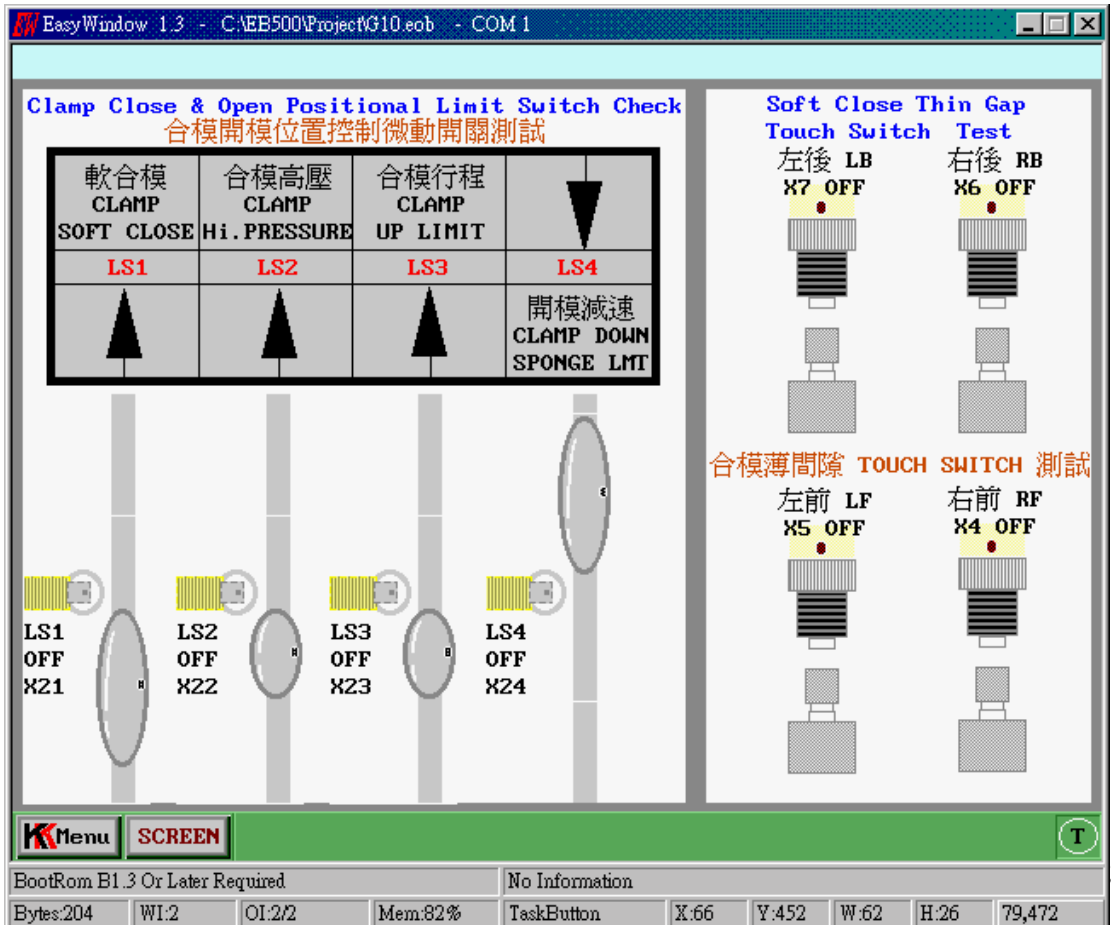 EasyWindow 1.3 - C:\EB500\Project\G10.eob - COM 1
Clamp Close & Open Positional Limit Switch Check
合模開模位置控制微動開關測試
軟合模
CLAMP
SOFT CLOSE
合模高壓
CLAMP
Hi.PRESSURE
合模行程
CLAMP
UP LIMIT
LS1
LS2
LS3
LS4
開模減速
CLAMP DOWN
SPONGE LMT
LS1
OFF
X21
LS2
OFF
X22
LS3
OFF
X23
LS4
OFF
X24
Soft Close Thin Gap
Touch Switch Test
左後 LB
X7 OFF
右後 RB
X6 OFF
合模薄間隙 TOUCH SWITCH 測試
左前 LF
X5 OFF
右前 RF
X4 OFF
Menu
SCREEN
T
BootRom B1.3 Or Later Required
No Information
Bytes:204 WI:2 OI:2/2 Mem:82% TaskButton X:66 Y:452 W:62 H:26 79,472